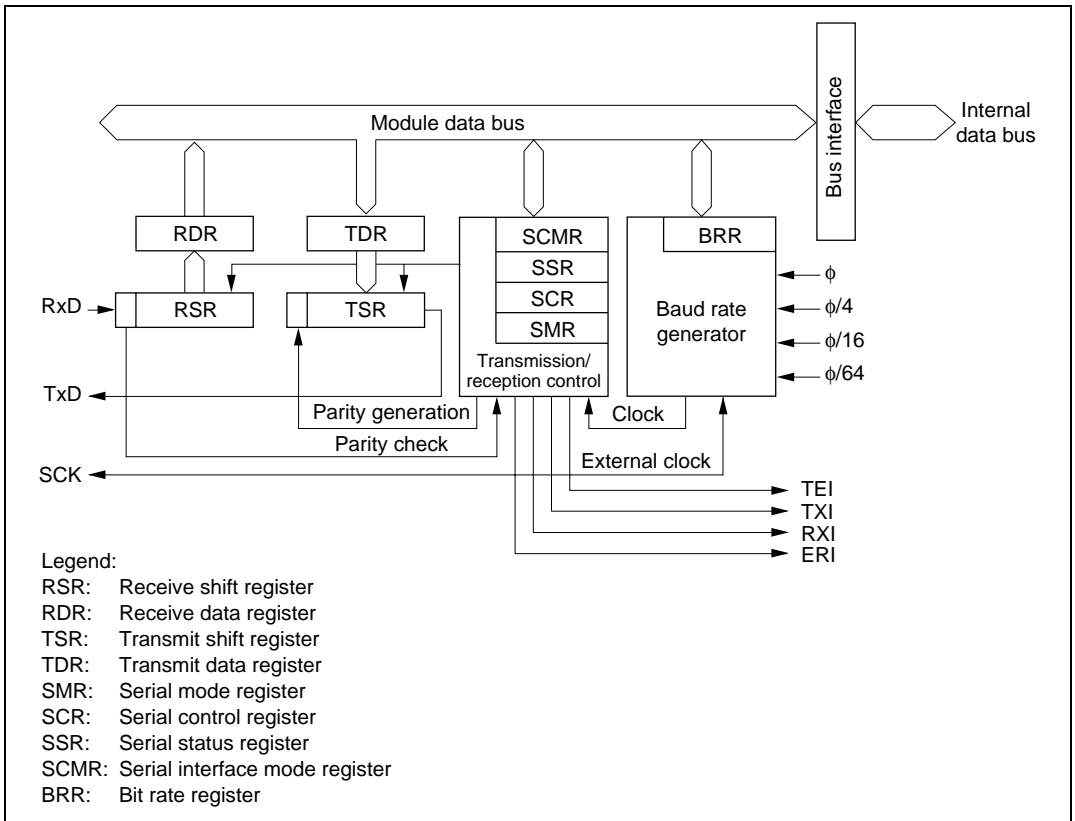 Module data bus
Bus interface
Internal
data bus
RDR
TDR
SCMR
SSR
SCR
SMR
Transmission/
reception control
BRR
Baud rate
generator
ϕ
ϕ/4
ϕ/16
ϕ/64
RxD
RSR
TSR
TxD
Parity generation
Parity check
Clock
External clock
SCK
TEI
TXI
RXI
ERI
Legend:
RSR: Receive shift register
RDR: Receive data register
TSR: Transmit shift register
TDR: Transmit data register
SMR: Serial mode register
SCR: Serial control register
SSR: Serial status register
SCMR: Serial interface mode register
BRR: Bit rate register